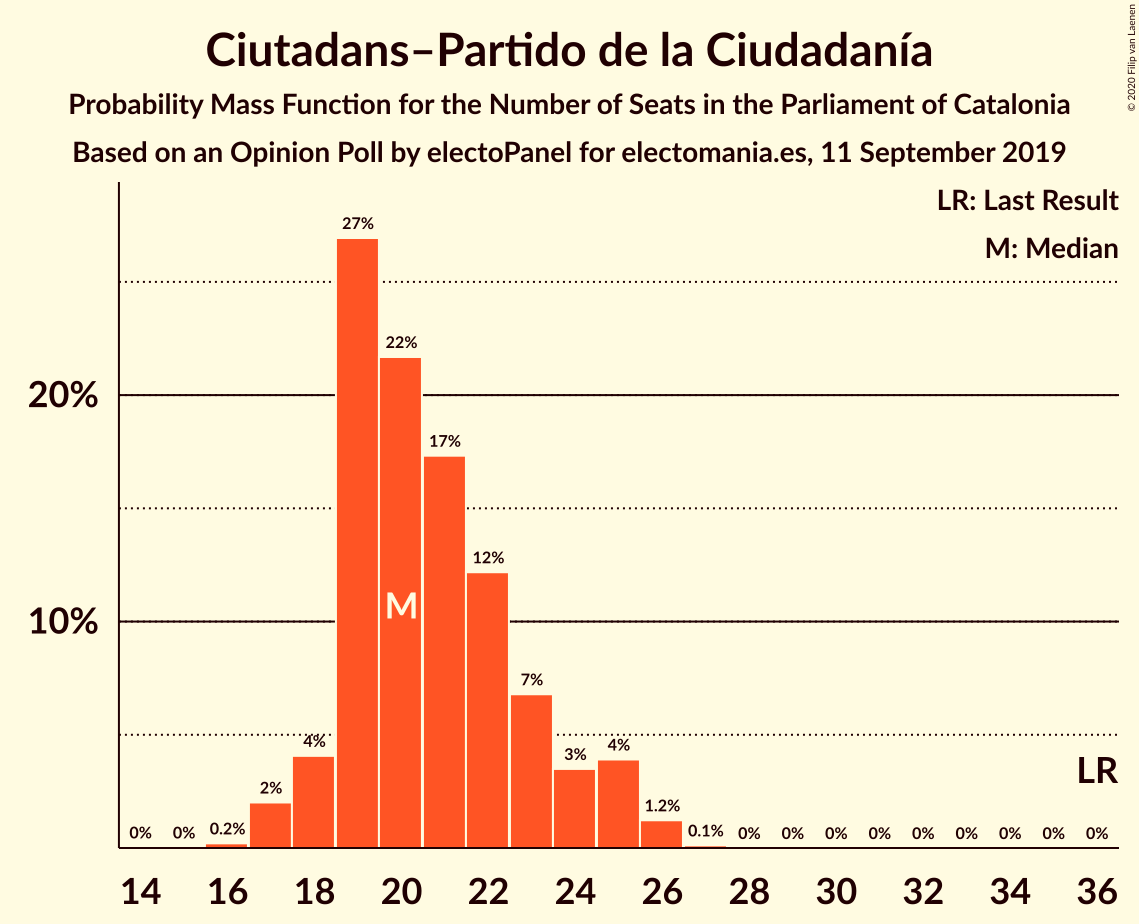 Ciutadans–Partido de la Ciudadanía
Probability Mass Function for the Number of Seats in the Parliament of Catalonia
Based on an Opinion Poll by electoPanel for electomania.es, 11 September 2019
© 2020 Filip van Laenen
LR: Last Result
M: Median
20%
10%
0% 0% 0.2% 2% 4% 27% 22% 17% 12% 7% 3% 4% 1.2% 0.1% 0% 0% 0% 0% 0% 0% 0% 0% 0%
M
LR
14 16 18 20 22 24 26 28 30 32 34 36